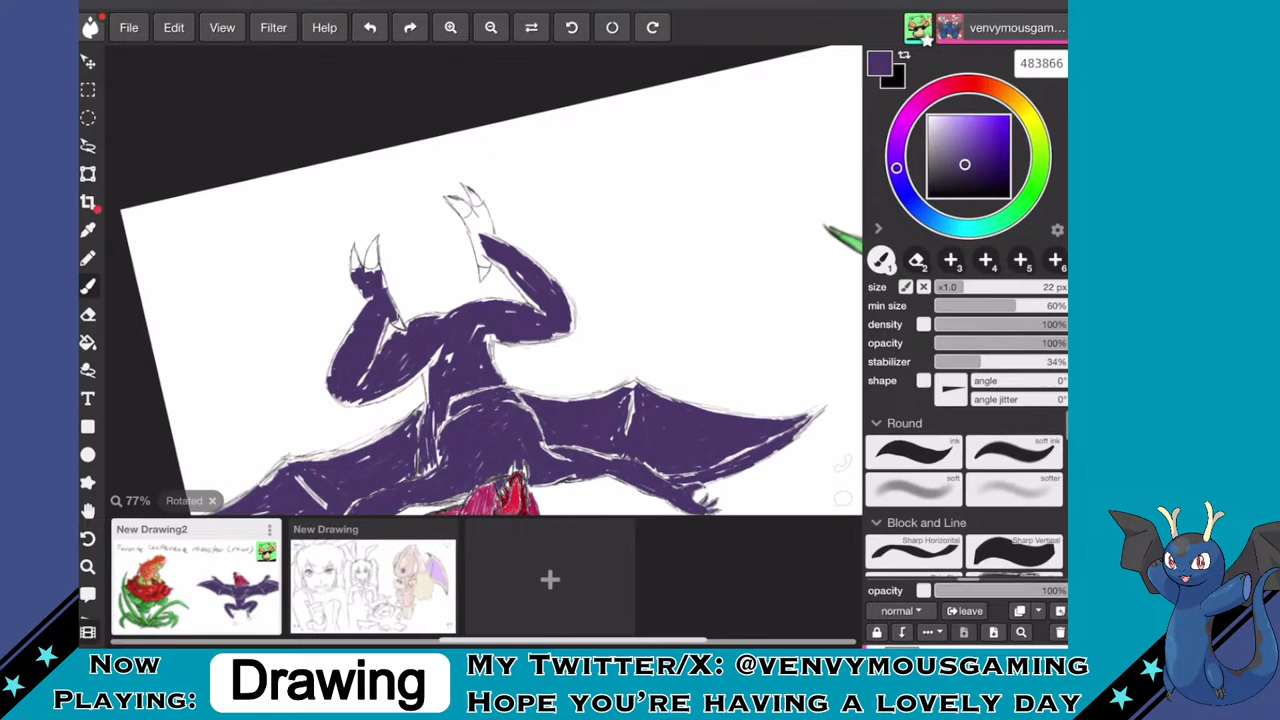 File Edit View Filter Help
venvymousgam...
483866
size ×1.0 22 px
min size 60%
density 100%
opacity 100%
stabilizer 34%
shape angle 0°
angle jitter 0°
Round
ink soft ink
soft softer
Block and Line
Sharp Horizontal Sharp Vertical
opacity 100%
normal leave
77% Rotated
New Drawing2 New Drawing
Now Playing:
Drawing
My Twitter/X: @venvymousgaming
Hope you're having a lovely day